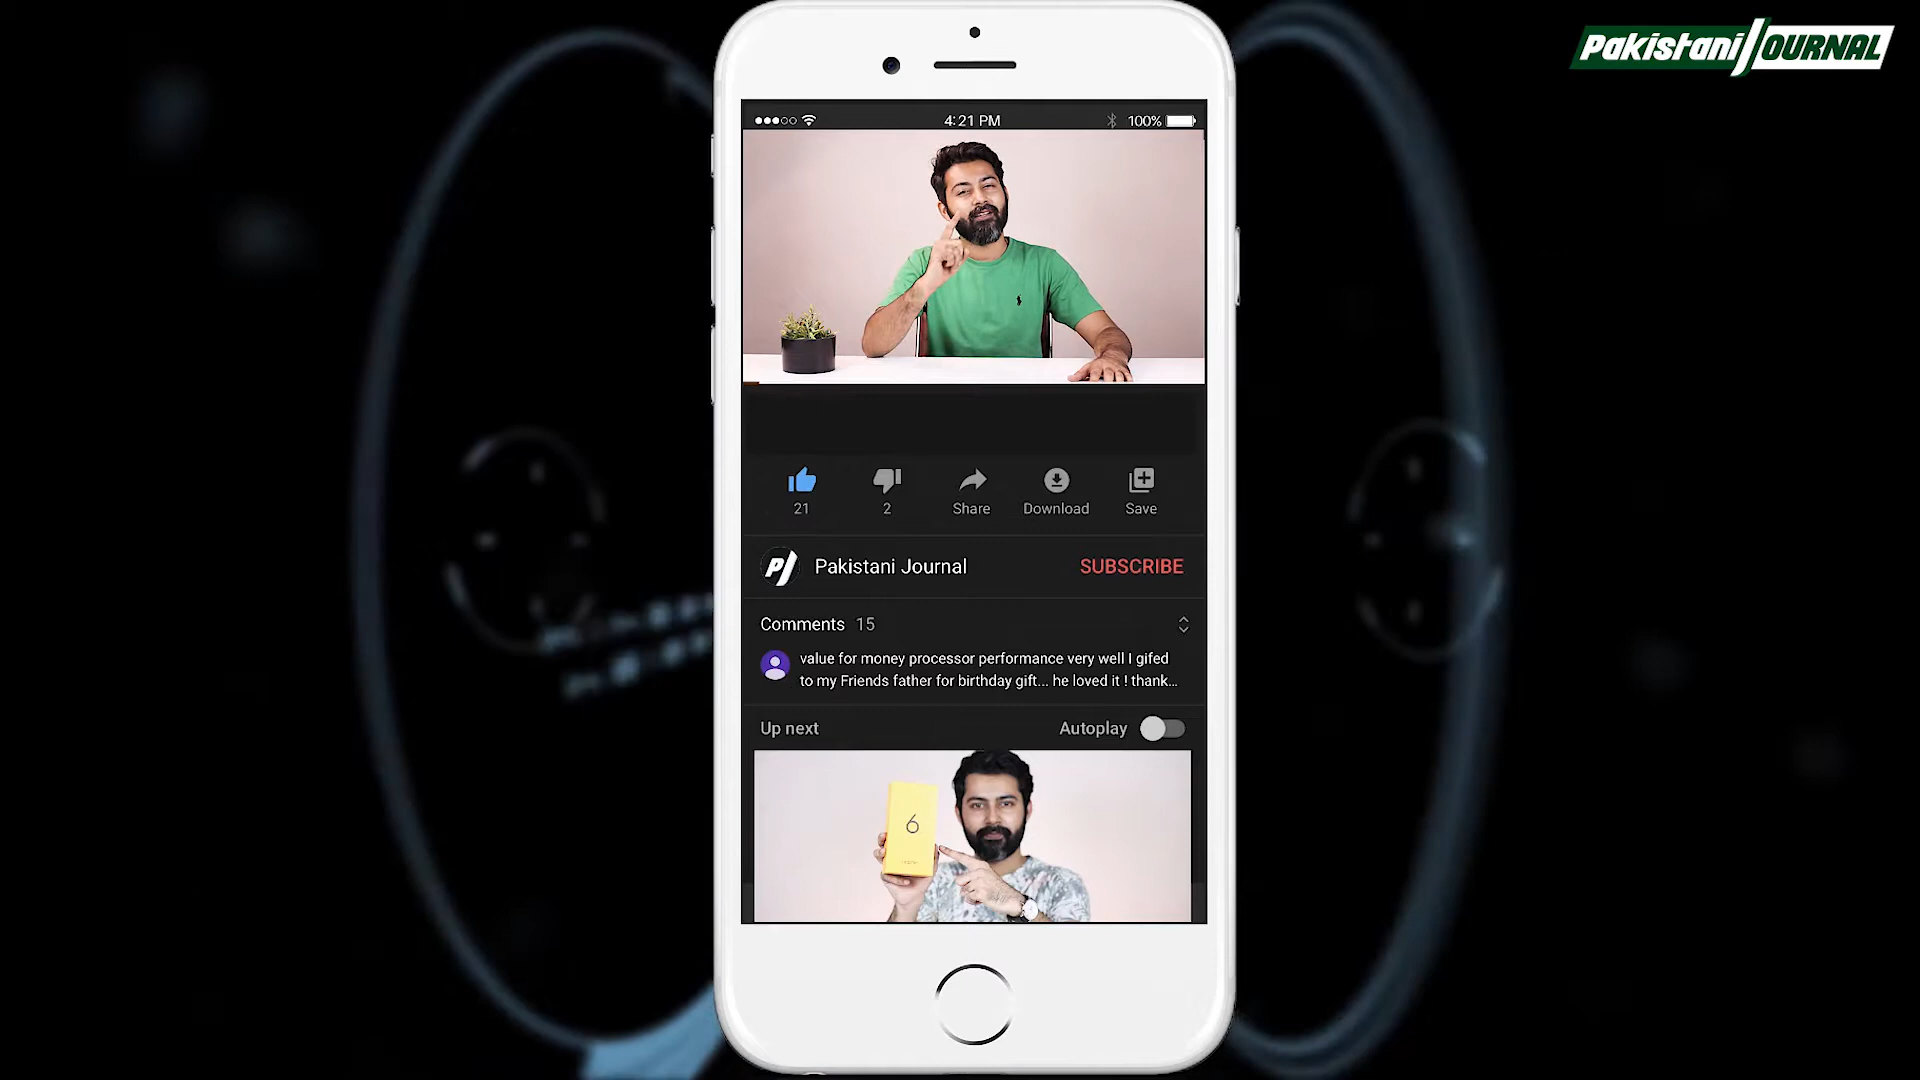 Pakistani JOURNAL
4:21 PM
100%
21
2
Share
Download
Save
PJ
Pakistani Journal
SUBSCRIBE
Comments 15
value for money processor performance very well I gifed
to my Friends father for birthday gift... he loved it ! thank...
Up next
Autoplay
6